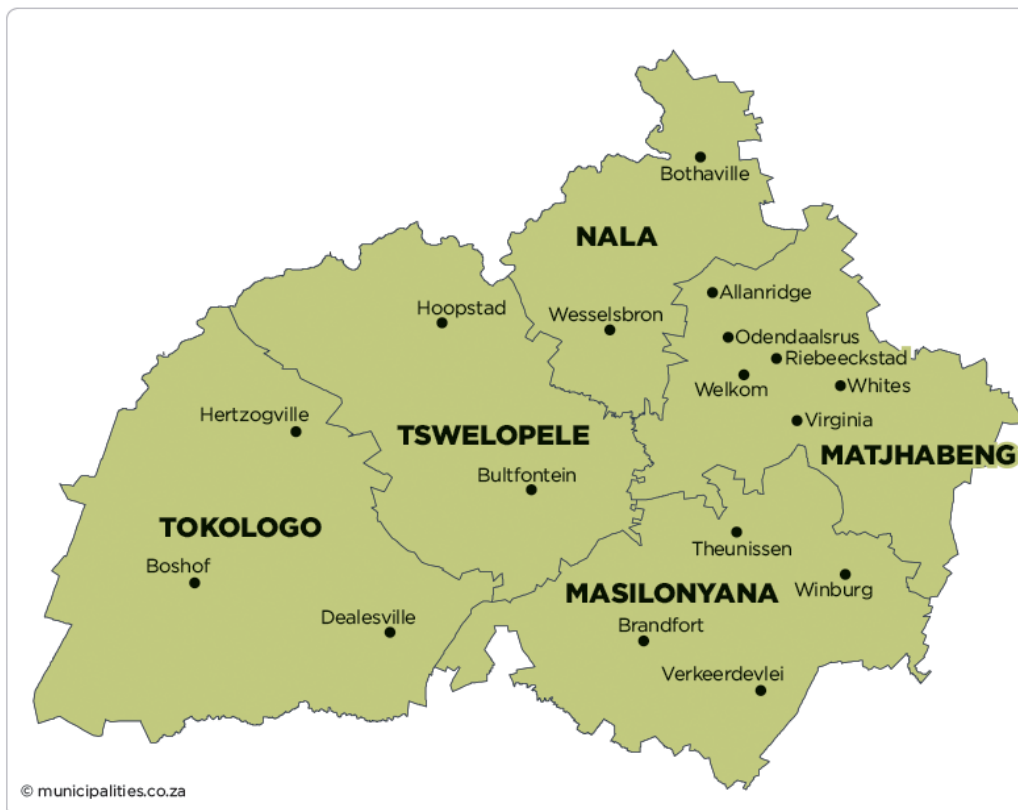 Bothaville
NALA
Allanridge
Hoopstad
Wesselsbron
Odendaalsrus
Riebeeckstad
Welkom
Whites
Hertzogville
Virginia
TSWELOPELE
MATJHABENG
Bultfontein
TOKOLOGO
Theunissen
Boshof
Winburg
MASILONYANA
Dealesville
Brandfort
Verkeerdevlei
© municipalities.co.za